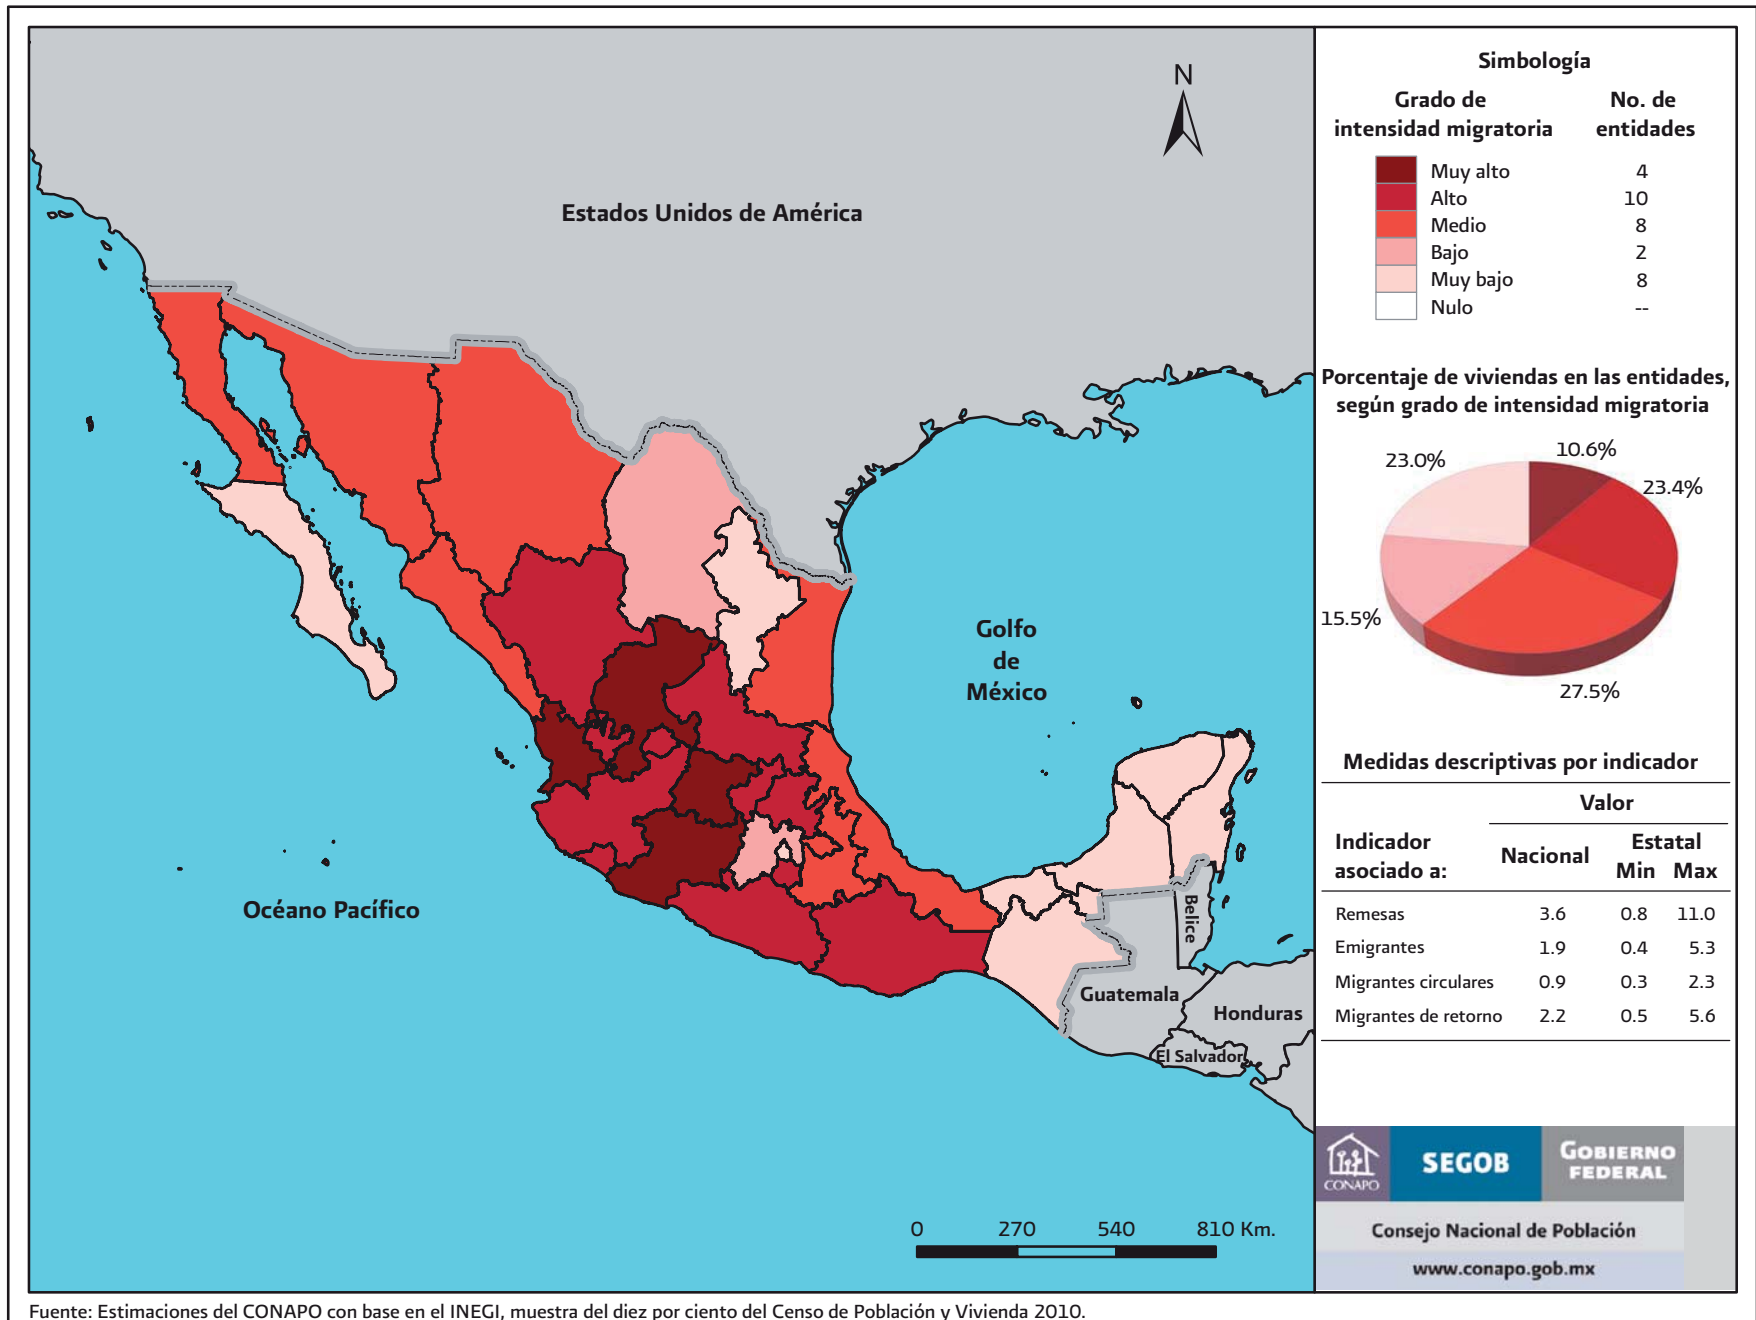 N
Estados Unidos de América
Golfo
de
México
Océano Pacífico
Belice
Guatemala
Honduras
El Salvador
0 270 540 810 Km.
Simbología
Grado de
intensidad migratoria
No. de
entidades
Muy alto 4
Alto 10
Medio 8
Bajo 2
Muy bajo 8
Nulo --
Porcentaje de viviendas en las entidades,
según grado de intensidad migratoria
23.0% 10.6%
23.4%
15.5%
27.5%
Medidas descriptivas por indicador
Valor
Indicador
asociado a:
Nacional
Estatal
Min Max
Remesas 3.6 0.8 11.0
Emigrantes 1.9 0.4 5.3
Migrantes circulares 0.9 0.3 2.3
Migrantes de retorno 2.2 0.5 5.6
CONAPO
SEGOB
GOBIERNO
FEDERAL
Consejo Nacional de Población
www.conapo.gob.mx
Fuente: Estimaciones del CONAPO con base en el INEGI, muestra del diez por ciento del Censo de Población y Vivienda 2010.